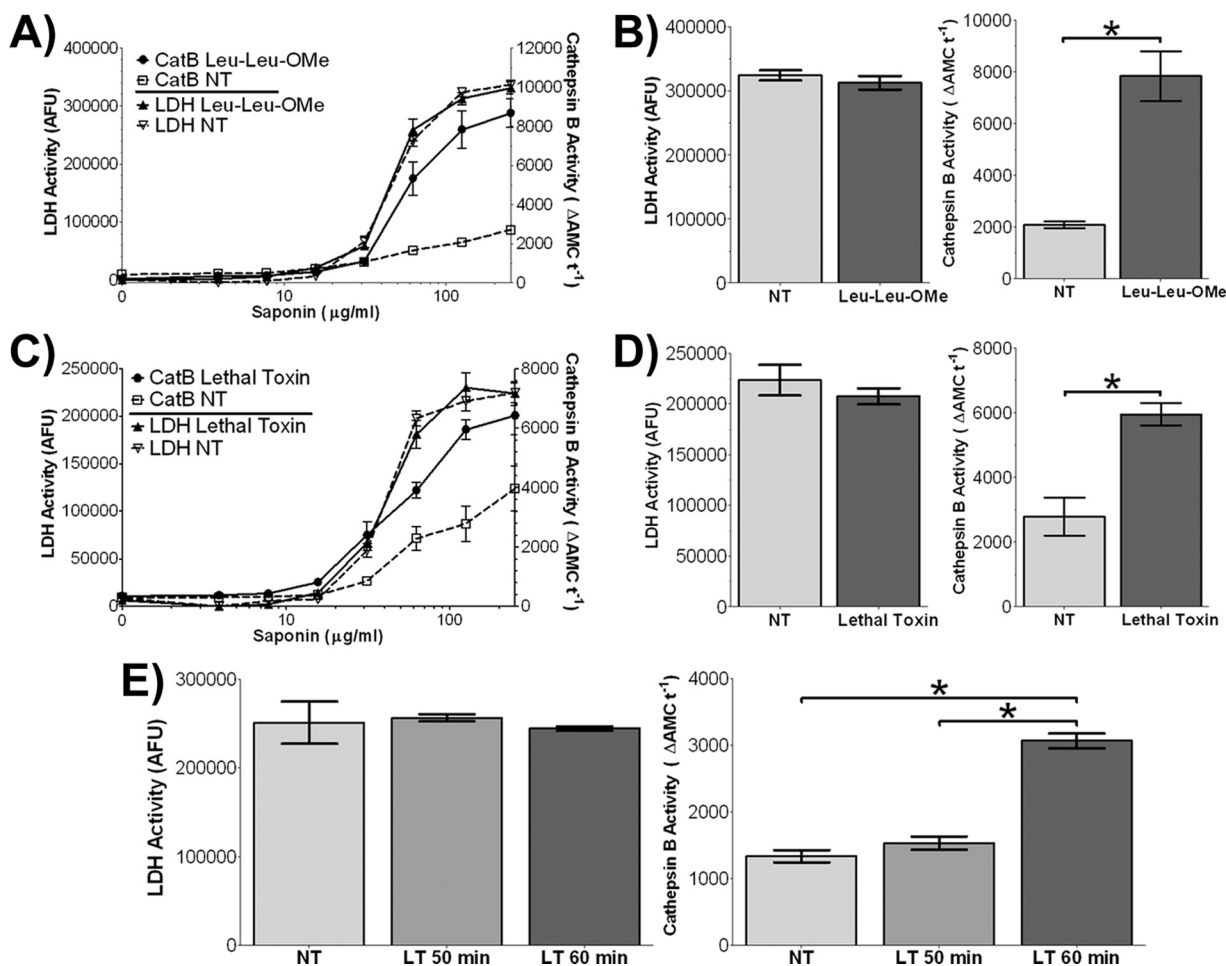 A)
400000
300000
200000
100000
0
LDH Activity (AFU)
CatB Leu-Leu-OMe
CatB NT
LDH Leu-Leu-OMe
LDH NT
12000
10000
8000
6000
4000
2000
0
Cathepsin B Activity ( ΔAMC t⁻¹)
0
10
100
Saponin ( μg/ml)
B)
400000
300000
200000
100000
0
LDH Activity (AFU)
NT
Leu-Leu-OMe
10000
8000
6000
4000
2000
0
Cathepsin B Activity ( ΔAMC t⁻¹)
*
NT
Leu-Leu-OMe
C)
250000
200000
150000
100000
50000
0
LDH Activity (AFU)
CatB Lethal Toxin
CatB NT
LDH Lethal Toxin
LDH NT
8000
6000
4000
2000
0
Cathepsin B Activity ( ΔAMC t⁻¹)
0
10
100
Saponin (μg/ml)
D)
250000
200000
150000
100000
50000
0
LDH Activity (AFU)
NT
Lethal Toxin
8000
6000
4000
2000
0
Cathepsin B Activity ( ΔAMC t⁻¹)
*
NT
Lethal Toxin
E)
300000
200000
100000
0
LDH Activity (AFU)
NT
LT 50 min
LT 60 min
4000
3000
2000
1000
0
Cathepsin B Activity ( ΔAMC t⁻¹)
*
*
NT
LT 50 min
LT 60 min